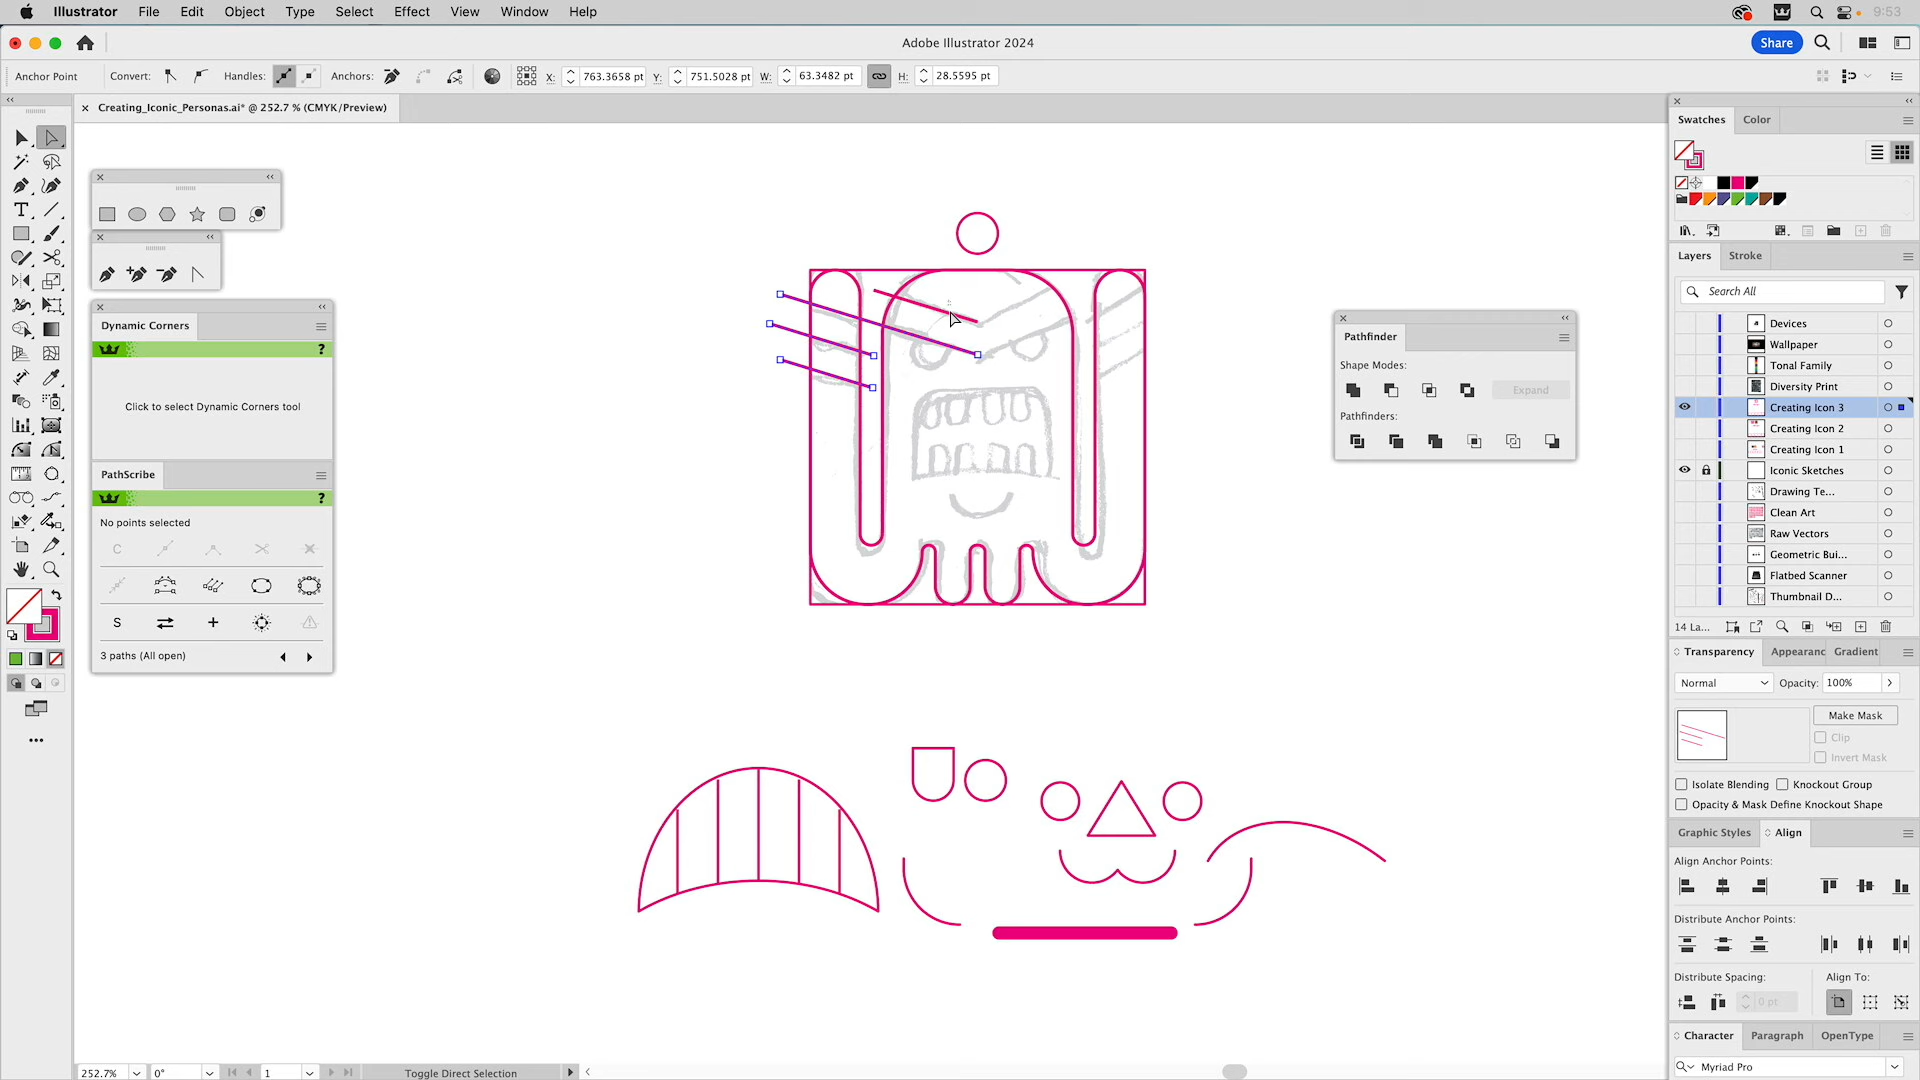 Illustrator File Edit Object Type Select Effect View Window Help 9:53
Adobe Illustrator 2024 Share
Anchor Point Convert: Handles: Anchors: X: 763.3658 pt Y: 751.5028 pt W: 63.3482 pt H: 28.5595 pt
Creating_Iconic_Personas.ai* @ 252.7 % (CMYK/Preview)
Dynamic Corners
?
Click to select Dynamic Corners tool
PathScribe
?
No points selected
C
S
3 paths (All open)
Pathfinder
Shape Modes:
Expand
Pathfinders:
Swatches Color
Layers Stroke
Search All
Devices
Wallpaper
Tonal Family
Diversity Print
Creating Icon 3
Creating Icon 2
Creating Icon 1
Iconic Sketches
Drawing Te...
Clean Art
Raw Vectors
Geometric Bui...
Flatbed Scanner
Thumbnail D...
14 La...
Transparency Appearanc Gradient
Normal Opacity: 100%
Make Mask
Clip
Invert Mask
Isolate Blending Knockout Group
Opacity & Mask Define Knockout Shape
Graphic Styles Align
Align Anchor Points:
Distribute Anchor Points:
Distribute Spacing: Align To:
0 pt
Character Paragraph OpenType
Myriad Pro
252.7% 0° 1 Toggle Direct Selection